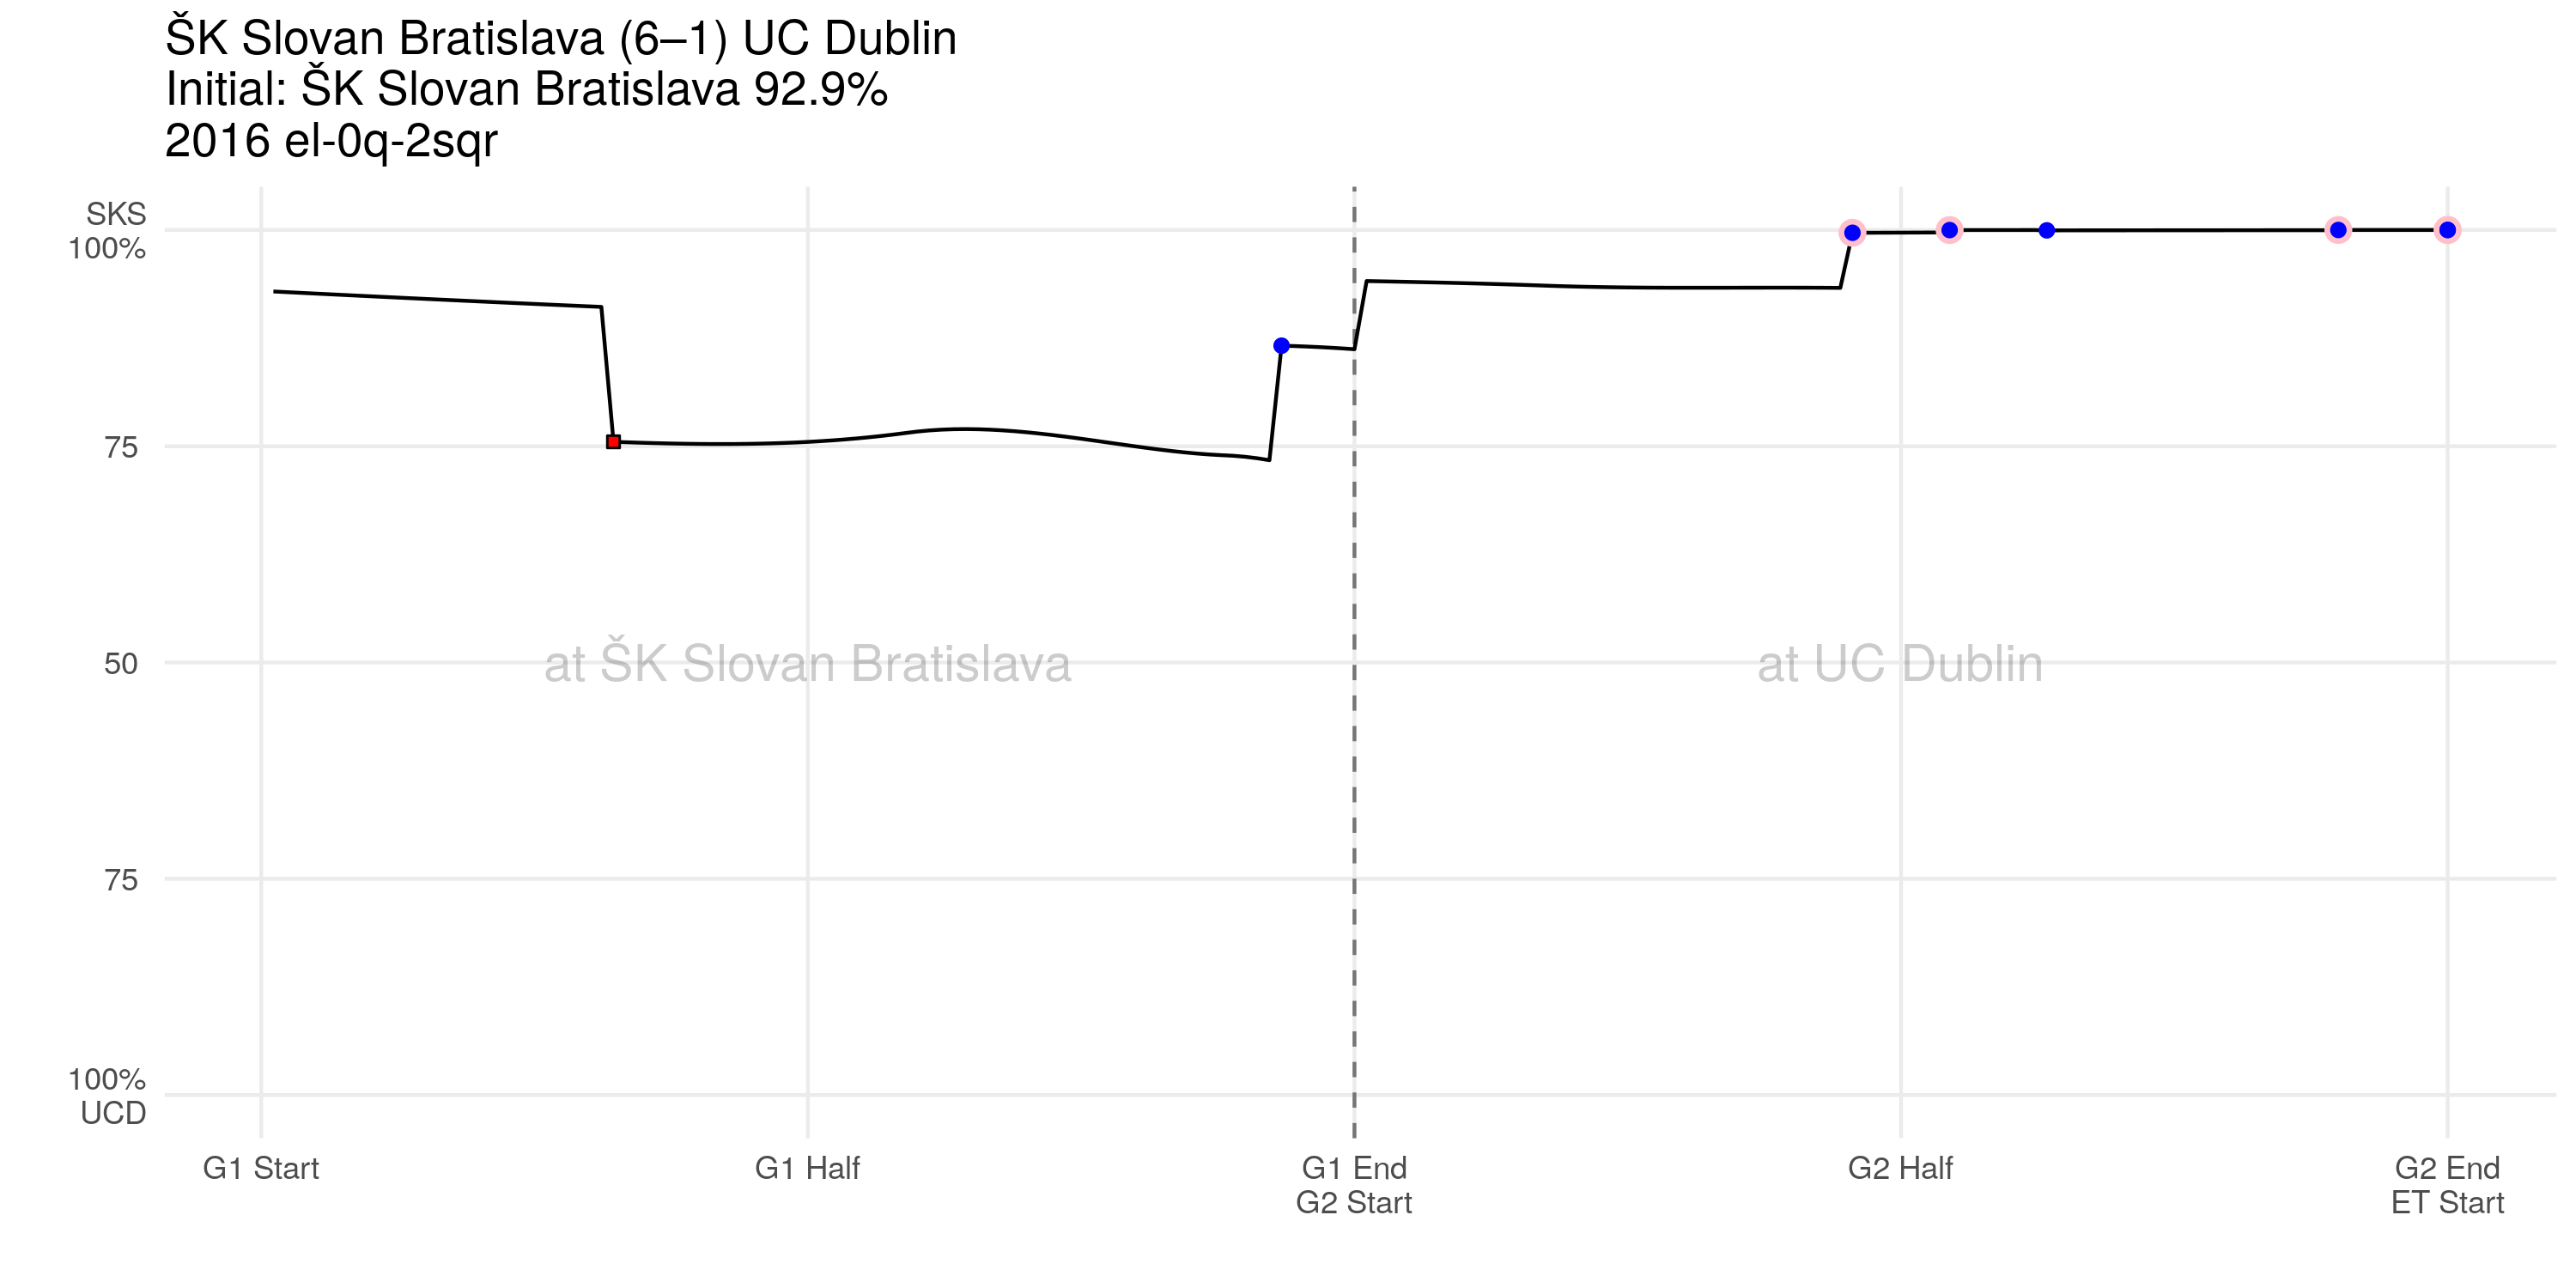 ŠK Slovan Bratislava (6–1) UC Dublin
Initial: ŠK Slovan Bratislava 92.9%
2016 el-0q-2sqr
SKS
100%
75
50
75
100%
UCD
at ŠK Slovan Bratislava
at UC Dublin
G1 Start
G1 Half
G1 End
G2 Start
G2 Half
G2 End
ET Start